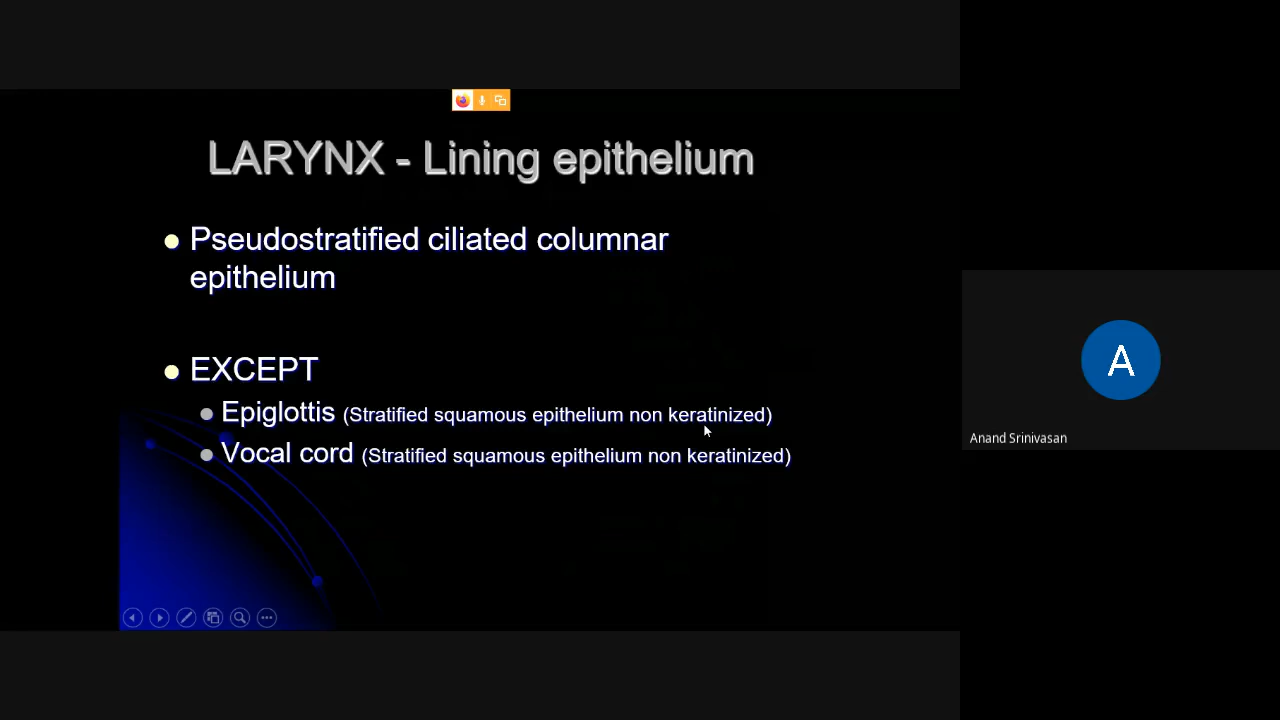 LARYNX - Lining epithelium
Pseudostratified ciliated columnar
epithelium
EXCEPT
Epiglottis (Stratified squamous epithelium non keratinized)
Vocal cord (Stratified squamous epithelium non keratinized)
A
Anand Srinivasan